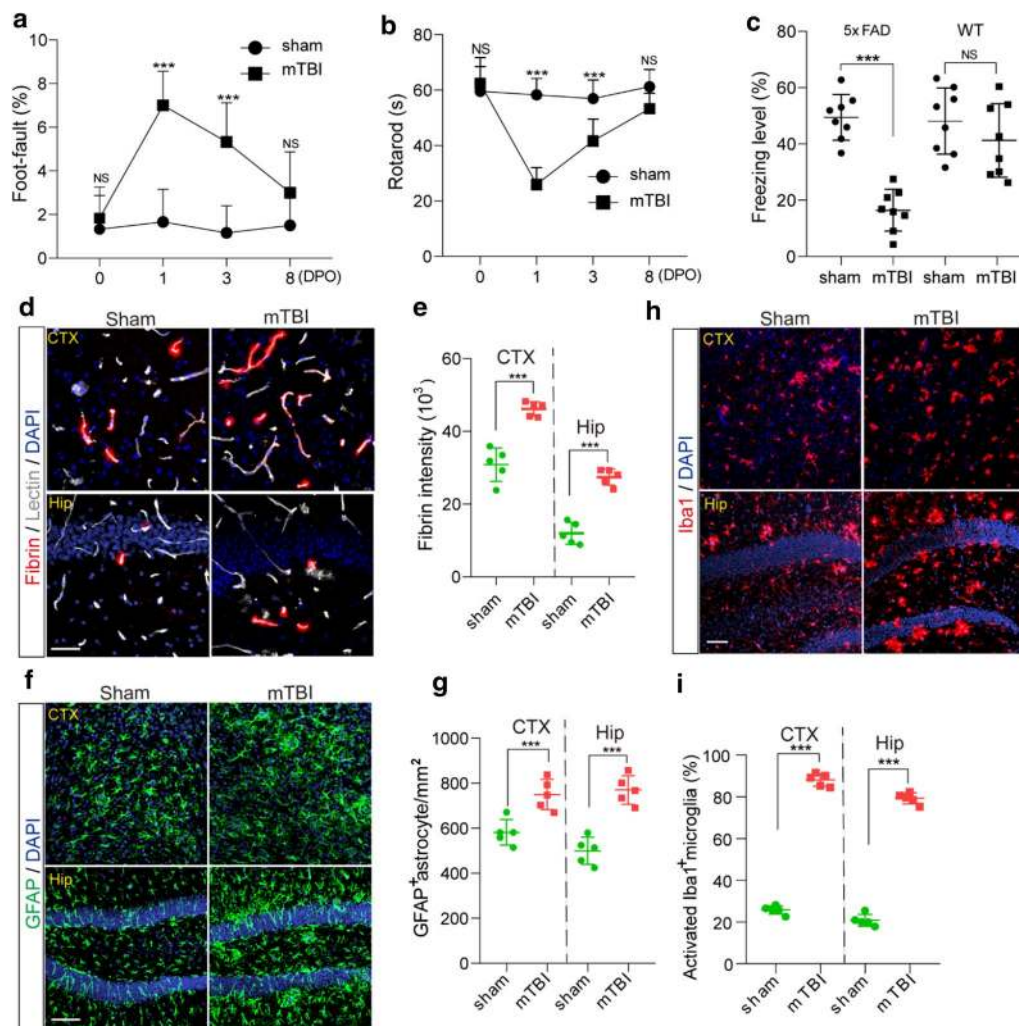 a
Foot-fault (%)
10
8
6
4
2
0
sham
mTBI
NS
***
***
NS
0 1 3 8 (DPO)
b
Rotarod (s)
80
60
40
20
0
NS
***
***
NS
sham
mTBI
0 1 3 8 (DPO)
c
Freezing level (%)
80
60
40
20
0
5x FAD WT
***
NS
sham mTBI sham mTBI
d
Sham mTBI
Fibrin / Lectin / DAPI
CTX
Hip
e
Fibrin intensity (10³)
60
40
20
0
CTX
***
Hip
***
sham mTBI sham mTBI
h
Sham mTBI
Iba1 / DAPI
CTX
Hip
f
Sham mTBI
GFAP / DAPI
CTX
Hip
g
GFAP⁺astrocyte/mm²
1000
800
600
400
200
0
CTX
***
Hip
***
sham mTBI sham mTBI
i
Activated Iba1⁺microglia (%)
100
80
60
40
20
0
CTX
***
Hip
***
sham mTBI sham mTBI